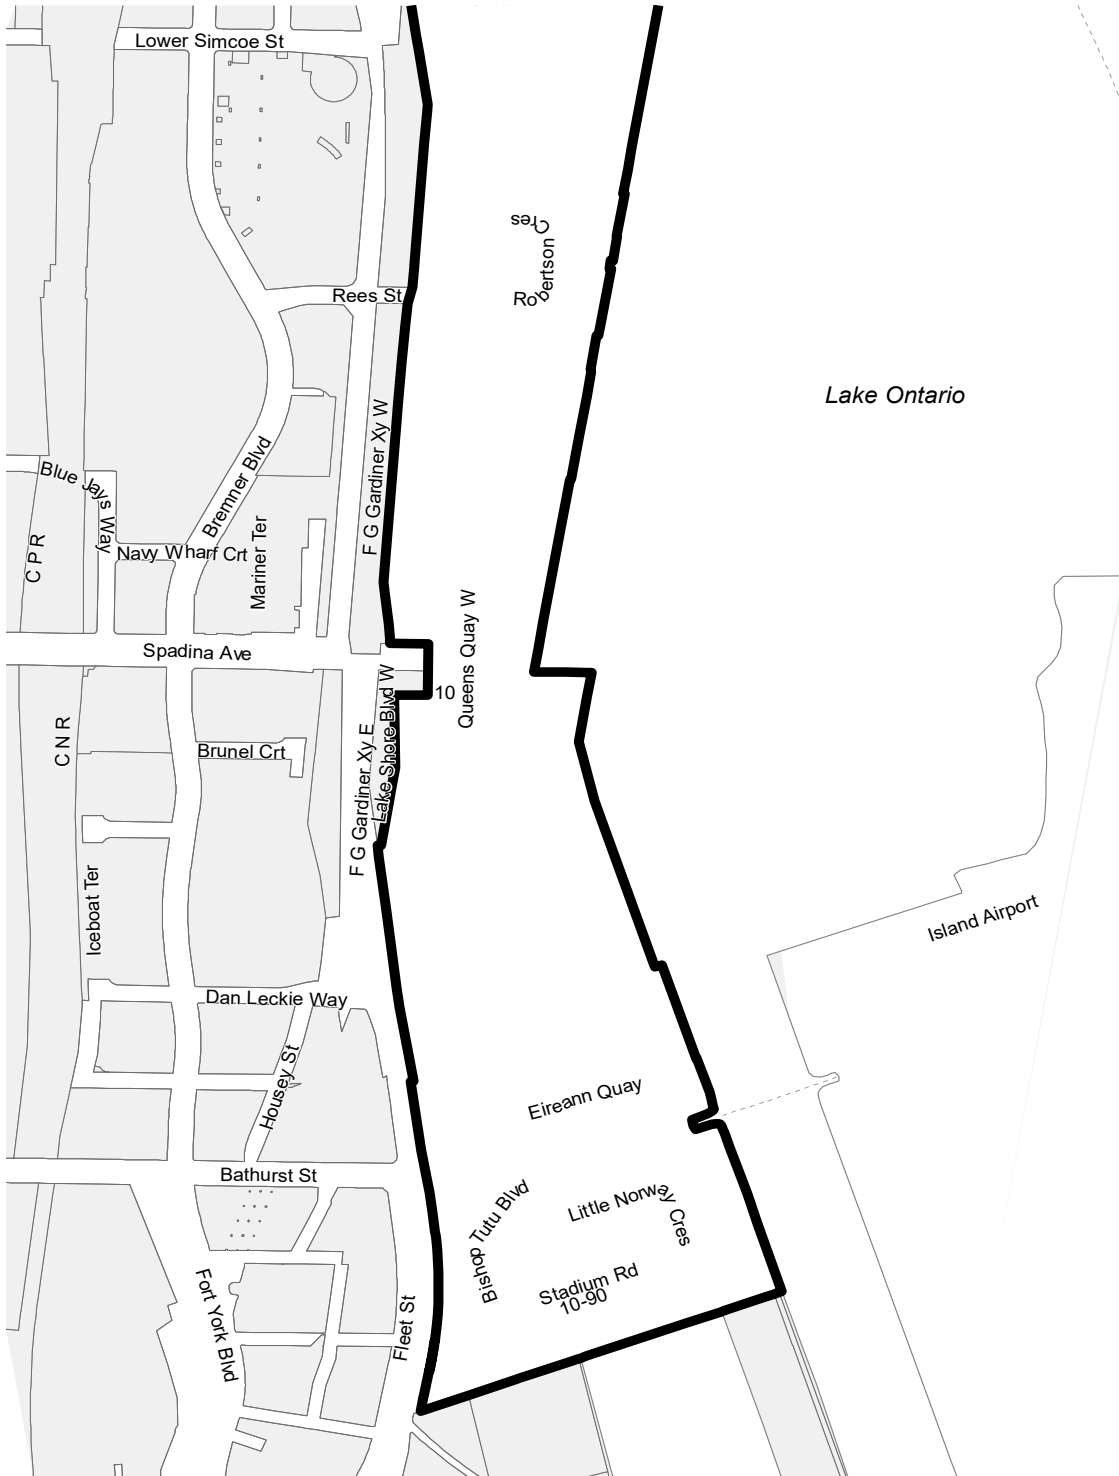 Lower Simcoe St
Robertson Cres
Rees St
Lake Ontario
F G Gardiner Xy W
Bremner Blvd
Blue Jays Way
C P R
Navy Wharf Crt
Mariner Ter
Spadina Ave
Queens Quay W
10
Lake Shore Blvd W
F G Gardiner Xy E
C N R
Brunel Crt
Iceboat Ter
Island Airport
Dan Leckie Way
Housey St
Eireann Quay
Bathurst St
Bishop Tutu Blvd
Little Norway Cres
Stadium Rd
10-90
Fort York Blvd
Fleet St